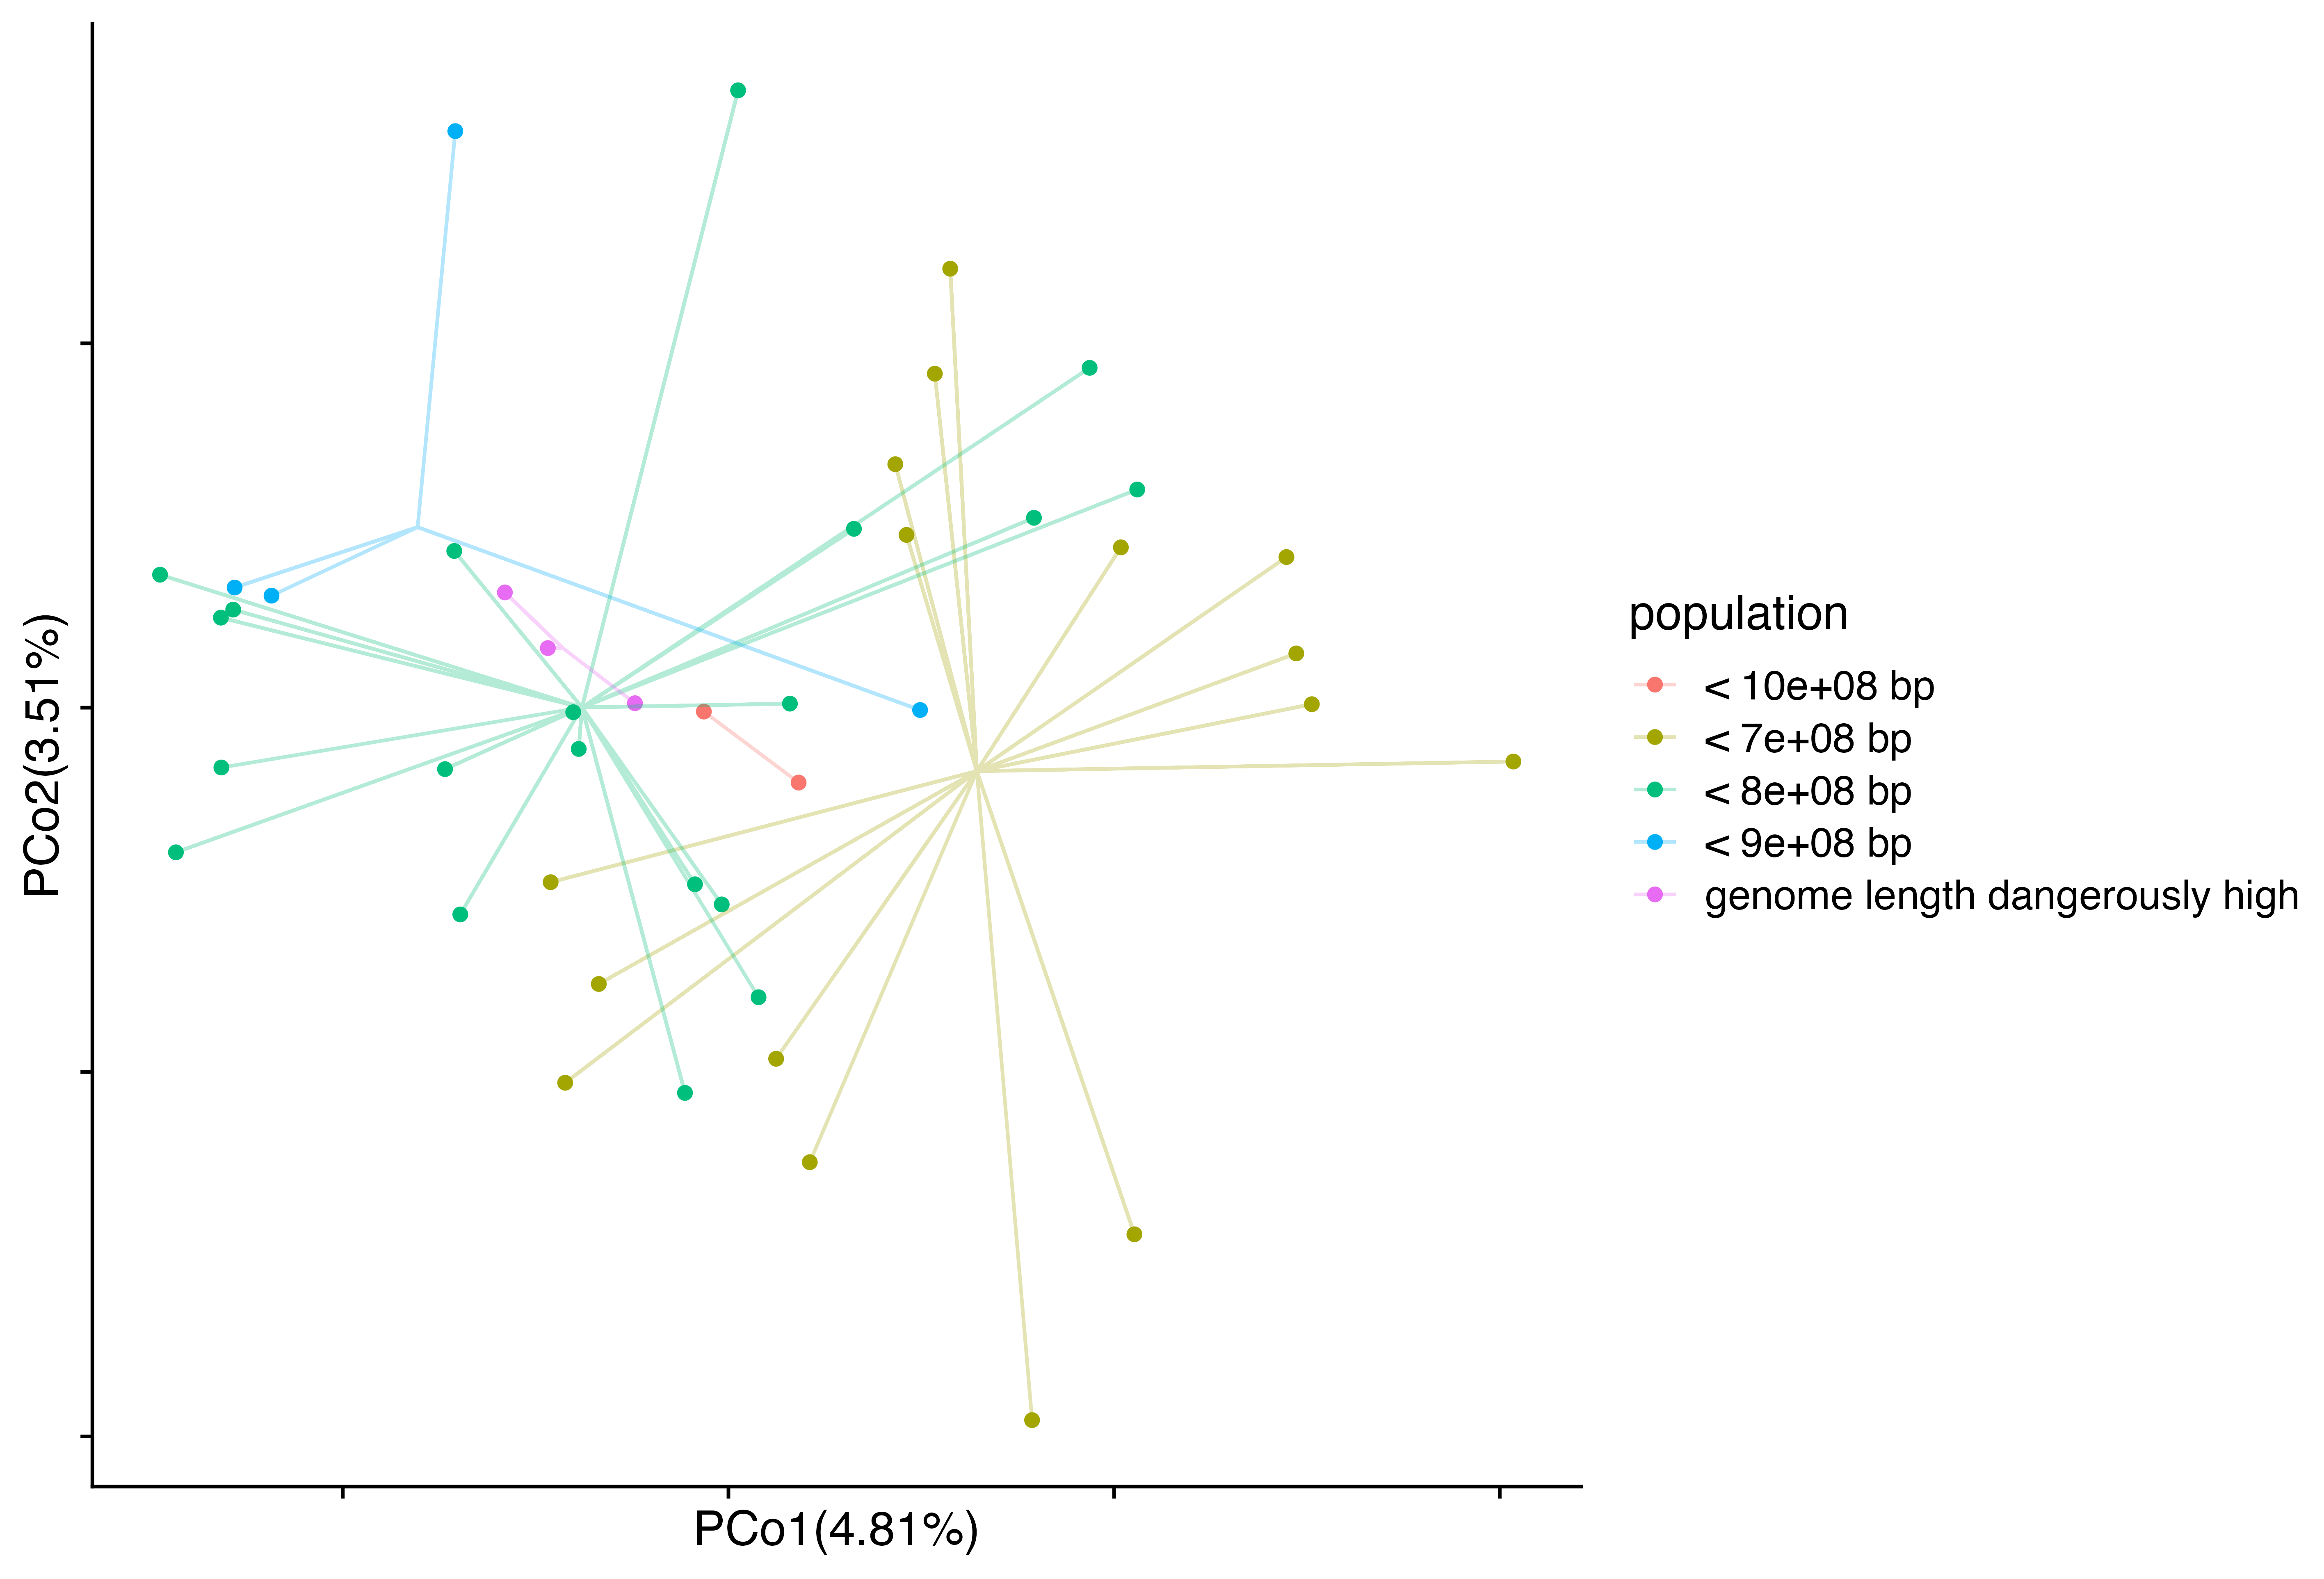 PCo2(3.51%)
PCo1(4.81%)
population
< 10e+08 bp
< 7e+08 bp
< 8e+08 bp
< 9e+08 bp
genome length dangerously high